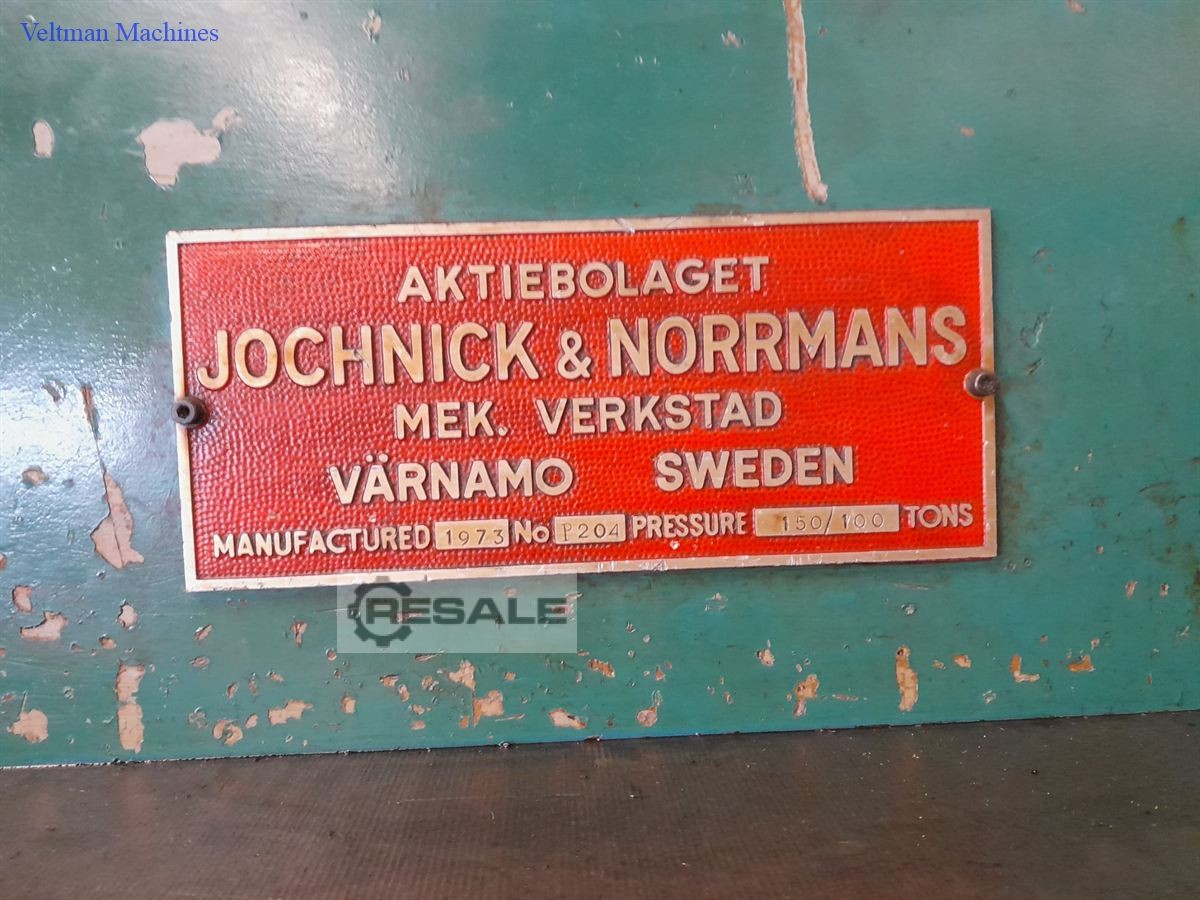 Veltman Machines
AKTIEBOLAGET
JOCHNICK & NORRMANS
MEK. VERKSTAD
VÄRNAMO SWEDEN
MANUFACTURED 1973 No P204 PRESSURE 150/100 TONS
RESALE